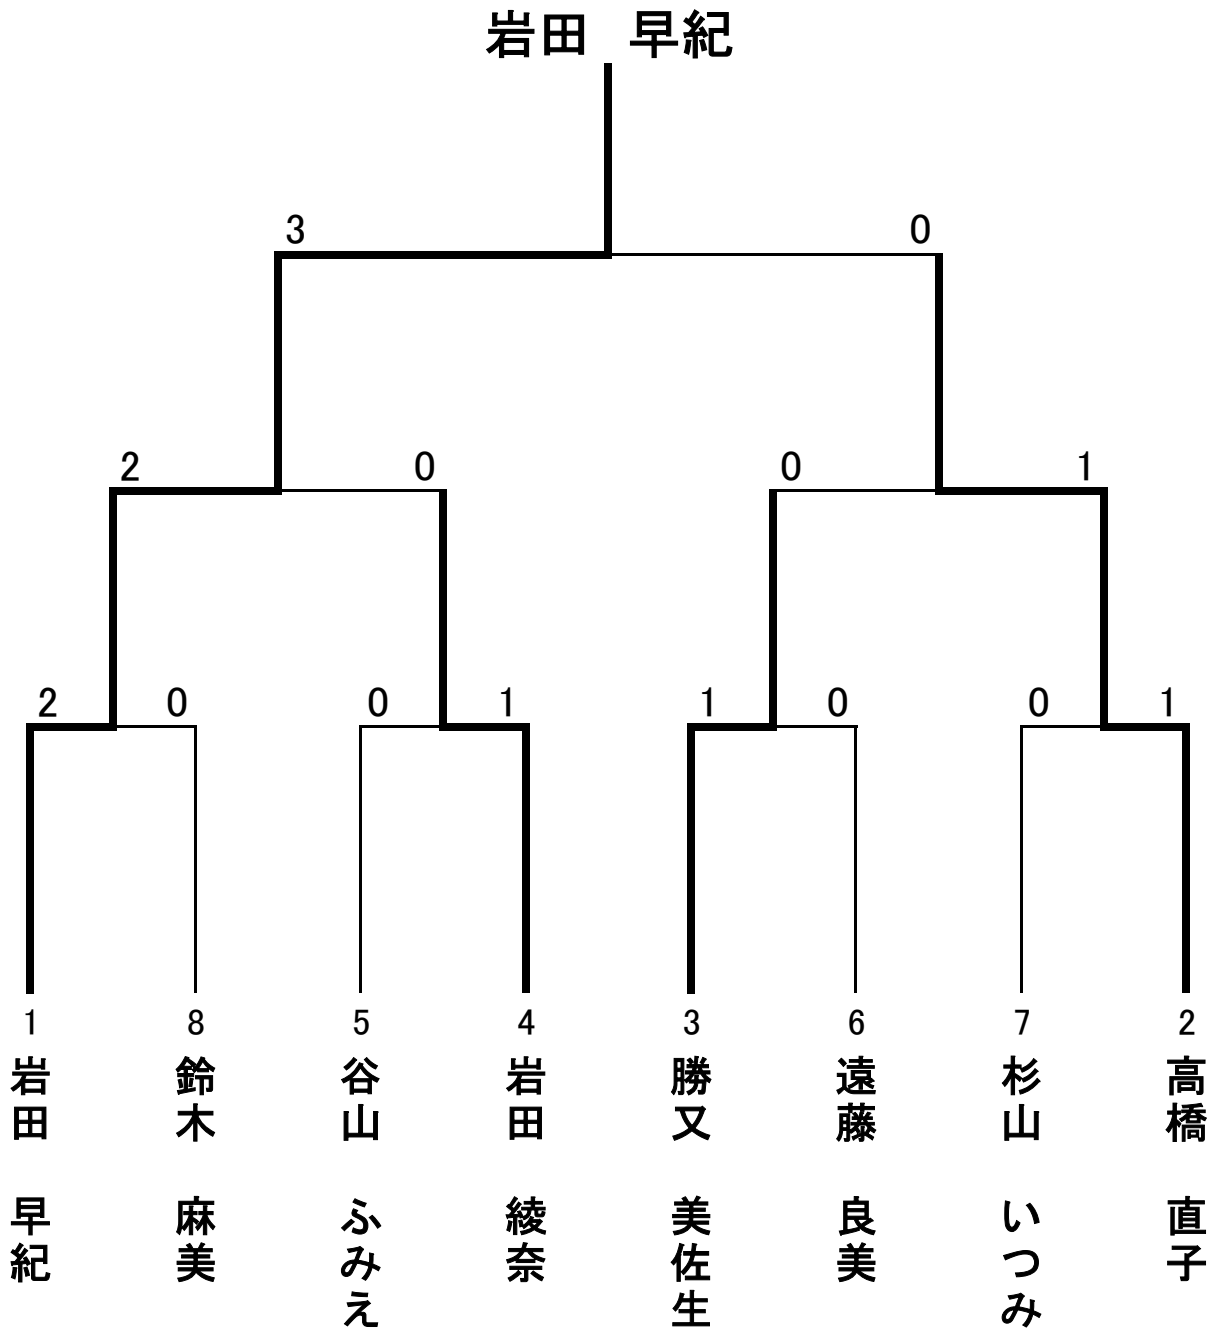 岩田　早紀
3 0
2 0 0 1
2 0 0 1 1 0 0 1
1 8 5 4 3 6 7 2
岩田　早紀
鈴木　麻美
谷山　ふみえ
岩田　綾奈
勝又　美佐生
遠藤　良美
杉山　いつみ
高橋　直子